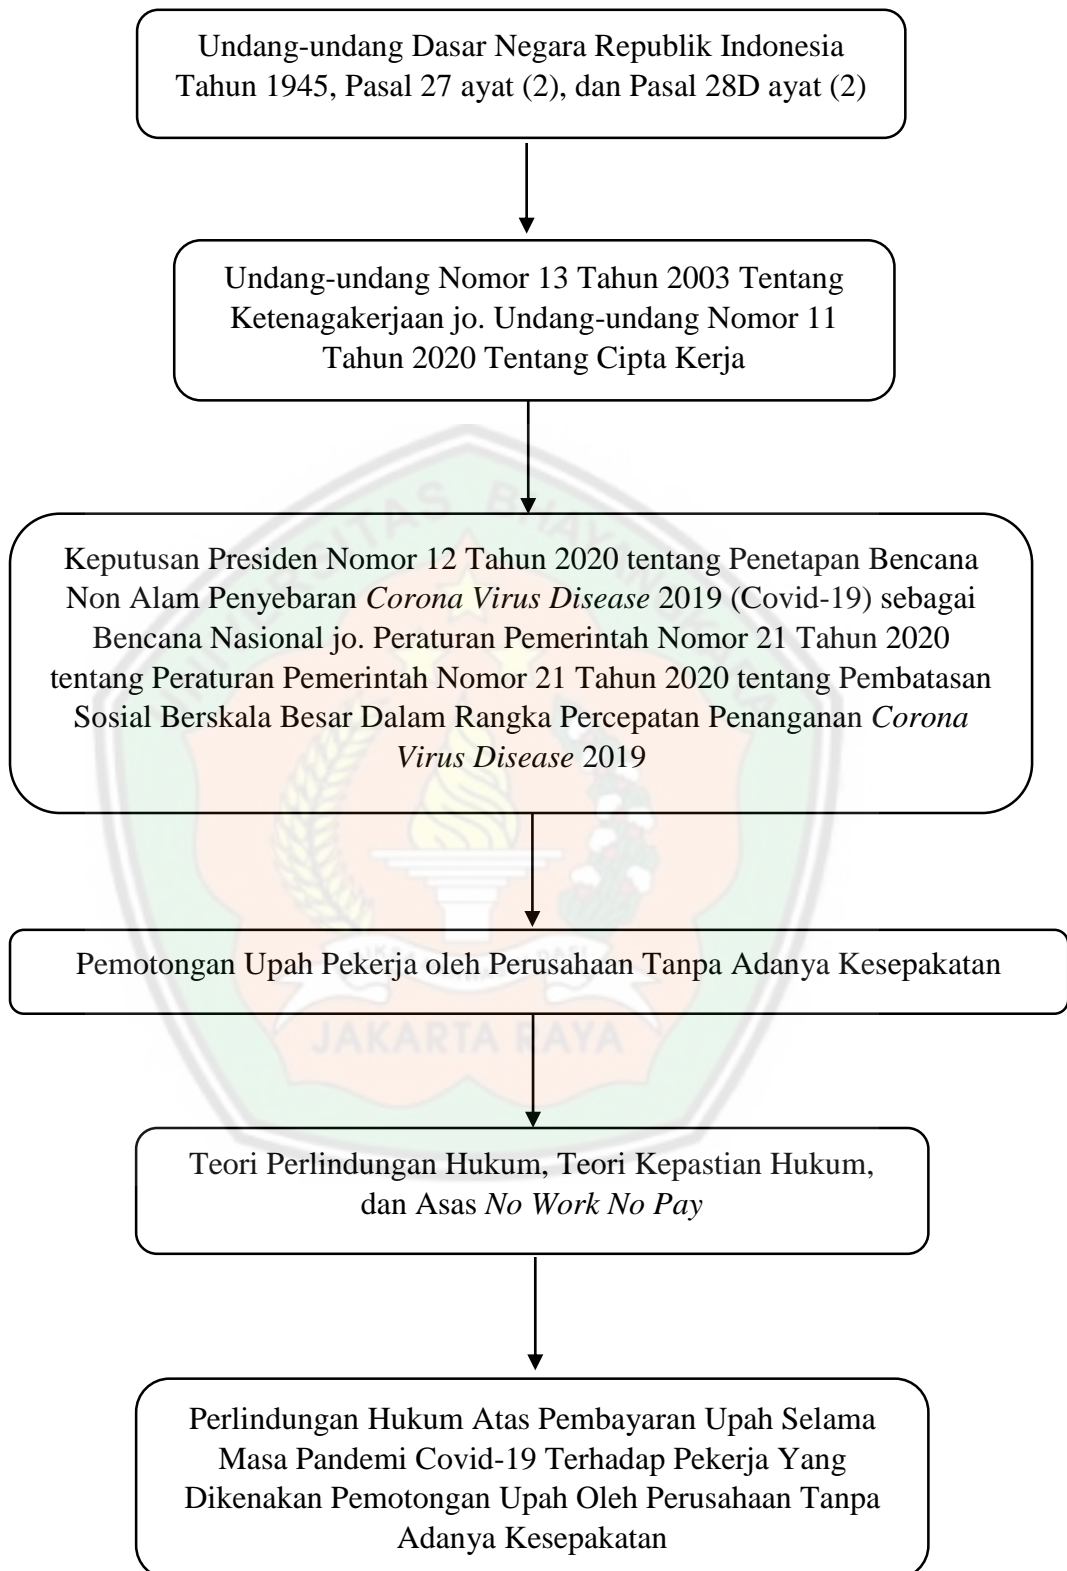 Undang-undang Dasar Negara Republik Indonesia
Tahun 1945, Pasal 27 ayat (2), dan Pasal 28D ayat (2)
Undang-undang Nomor 13 Tahun 2003 Tentang
Ketenagakerjaan jo. Undang-undang Nomor 11
Tahun 2020 Tentang Cipta Kerja
Keputusan Presiden Nomor 12 Tahun 2020 tentang Penetapan Bencana
Non Alam Penyebaran Corona Virus Disease 2019 (Covid-19) sebagai
Bencana Nasional jo. Peraturan Pemerintah Nomor 21 Tahun 2020
tentang Peraturan Pemerintah Nomor 21 Tahun 2020 tentang Pembatasan
Sosial Berskala Besar Dalam Rangka Percepatan Penanganan Corona
Virus Disease 2019
Pemotongan Upah Pekerja oleh Perusahaan Tanpa Adanya Kesepakatan
Teori Perlindungan Hukum, Teori Kepastian Hukum,
dan Asas No Work No Pay
Perlindungan Hukum Atas Pembayaran Upah Selama
Masa Pandemi Covid-19 Terhadap Pekerja Yang
Dikenakan Pemotongan Upah Oleh Perusahaan Tanpa
Adanya Kesepakatan
UNIVERSITAS BHAYANGKARA
JAKARTA RAYA